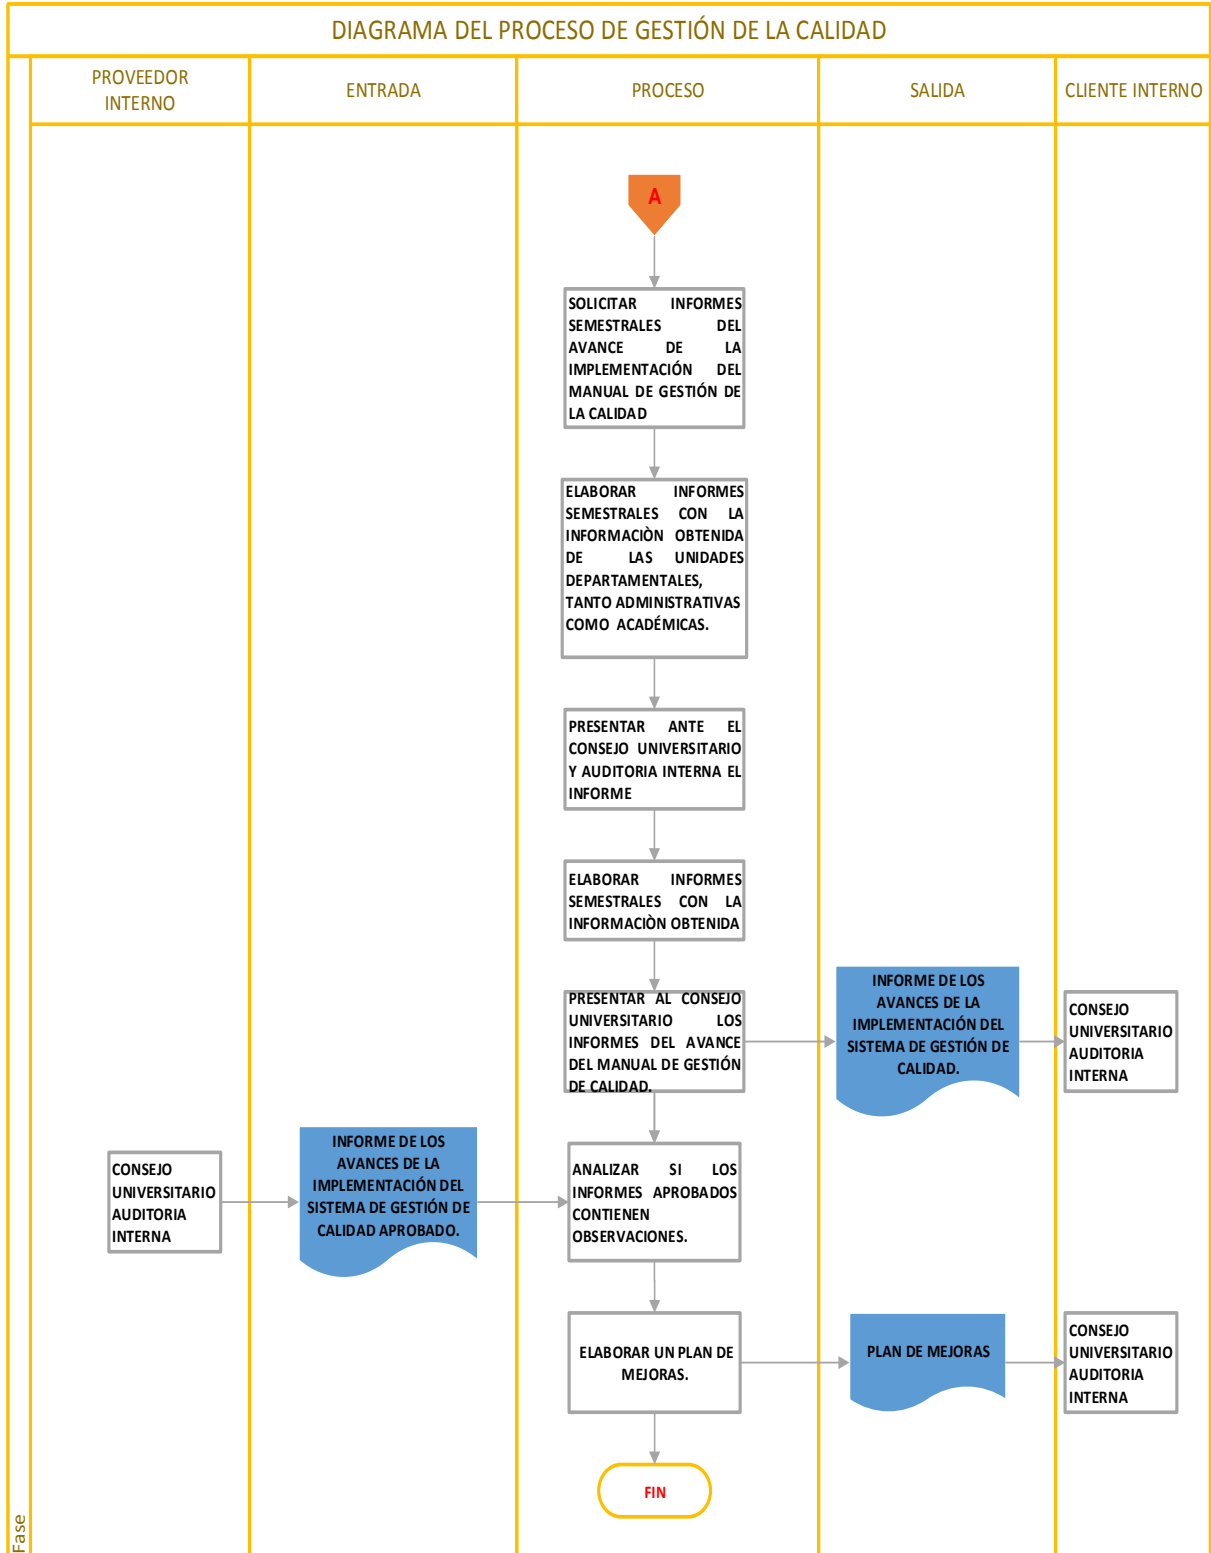 DIAGRAMA DEL PROCESO DE GESTIÓN DE LA CALIDAD
PROVEEDOR
INTERNO
ENTRADA
PROCESO
SALIDA
CLIENTE INTERNO
A
SOLICITAR INFORMES
SEMESTRALES DEL
AVANCE DE LA
IMPLEMENTACIÓN DEL
MANUAL DE GESTIÓN DE
LA CALIDAD
ELABORAR INFORMES
SEMESTRALES CON LA
INFORMACIÒN OBTENIDA
DE LAS UNIDADES
DEPARTAMENTALES,
TANTO ADMINISTRATIVAS
COMO ACADÉMICAS.
PRESENTAR ANTE EL
CONSEJO UNIVERSITARIO
Y AUDITORIA INTERNA EL
INFORME
ELABORAR INFORMES
SEMESTRALES CON LA
INFORMACIÒN OBTENIDA
PRESENTAR AL CONSEJO
UNIVERSITARIO LOS
INFORMES DEL AVANCE
DEL MANUAL DE GESTIÓN
DE CALIDAD.
INFORME DE LOS
AVANCES DE LA
IMPLEMENTACIÓN DEL
SISTEMA DE GESTIÓN DE
CALIDAD.
CONSEJO
UNIVERSITARIO
AUDITORIA
INTERNA
CONSEJO
UNIVERSITARIO
AUDITORIA
INTERNA
INFORME DE LOS
AVANCES DE LA
IMPLEMENTACIÓN DEL
SISTEMA DE GESTIÓN DE
CALIDAD APROBADO.
ANALIZAR SI LOS
INFORMES APROBADOS
CONTIENEN
OBSERVACIONES.
ELABORAR UN PLAN DE
MEJORAS.
PLAN DE MEJORAS
CONSEJO
UNIVERSITARIO
AUDITORIA
INTERNA
FIN
Fase